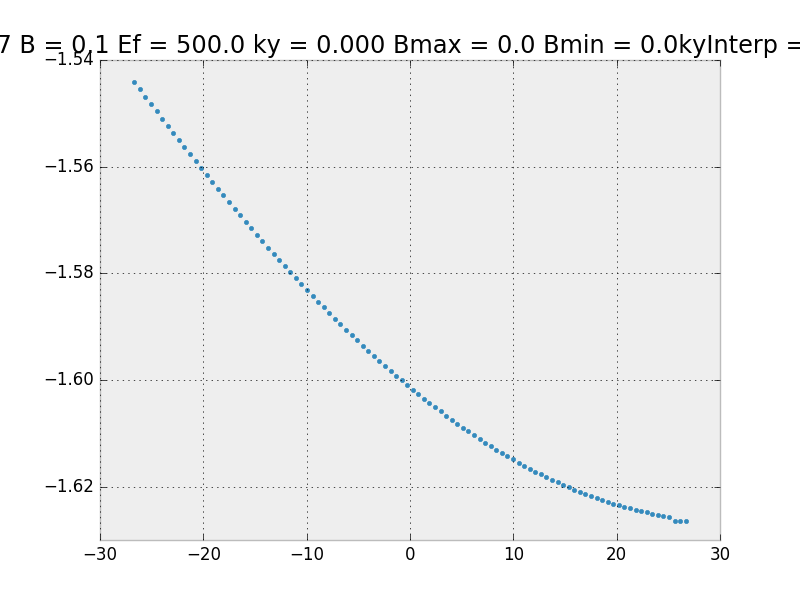 7 B = 0.1 Ef = 500.0 ky = 0.000 Bmax = 0.0 Bmin = 0.0kyInterp =
−1.54
−1.56
−1.58
−1.60
−1.62
−30 −20 −10 0 10 20 30